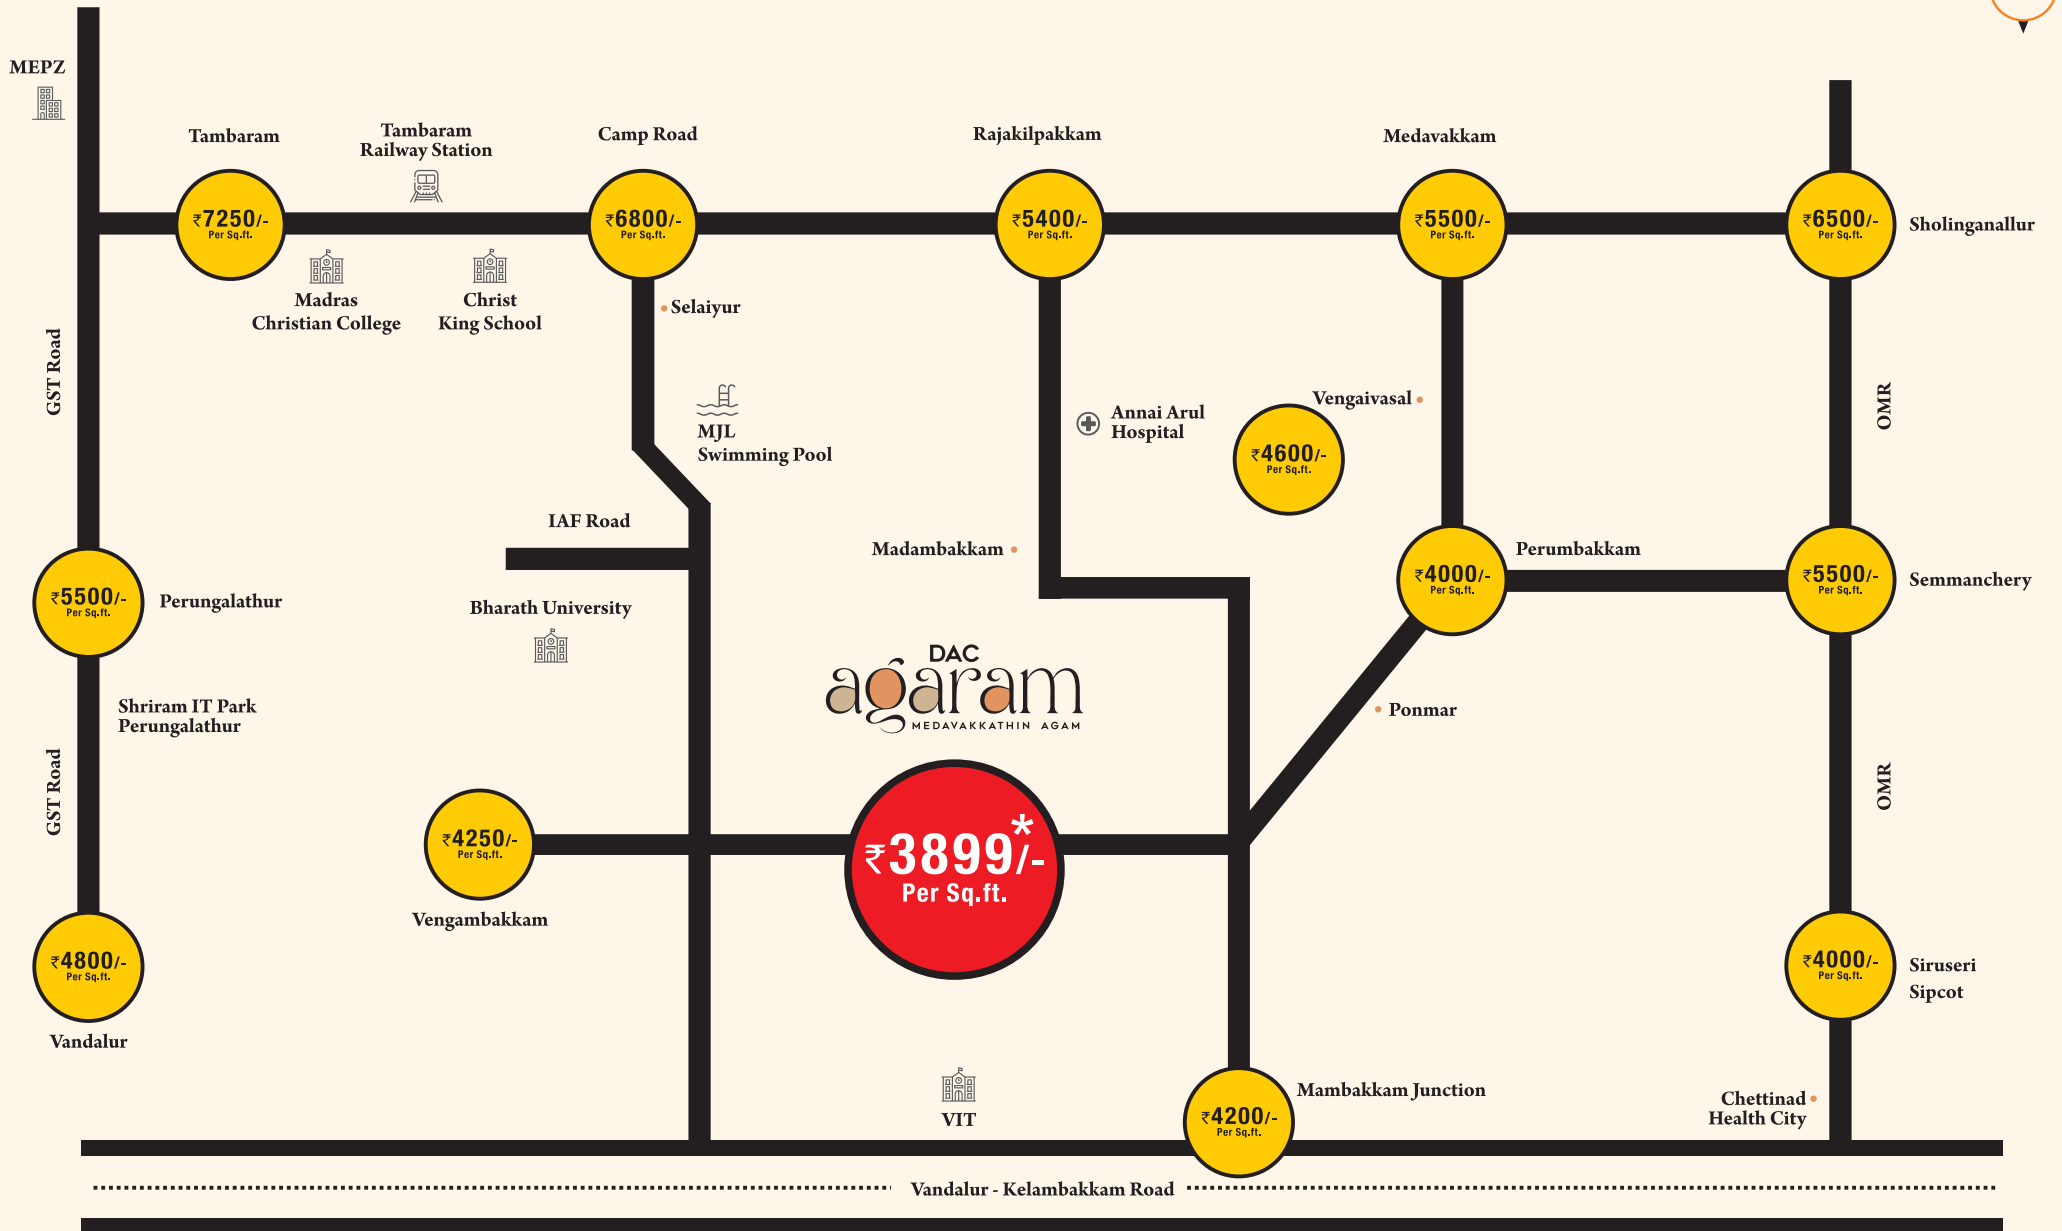 MEPZ
Tambaram
Tambaram
Railway Station
Camp Road
Rajakilpakkam
Medavakkam
₹7250/-
Per Sq.ft.
₹6800/-
Per Sq.ft.
₹5400/-
Per Sq.ft.
₹5500/-
Per Sq.ft.
₹6500/-
Per Sq.ft.
Sholinganallur
Madras
Christian College
Christ
King School
Selaiyur
GST Road
MJL
Swimming Pool
Annai Arul
Hospital
Vengaivasal
₹4600/-
Per Sq.ft.
OMR
IAF Road
Madambakkam
Perumbakkam
₹4000/-
Per Sq.ft.
₹5500/-
Per Sq.ft.
Semmanchery
₹5500/-
Per Sq.ft.
Perungalathur
Bharath University
DAC
agaram
MEDAVAKKATHIN AGAM
Shriram IT Park
Perungalathur
Ponmar
GST Road
OMR
₹4250/-
Per Sq.ft.
Vengambakkam
₹3899/-*
Per Sq.ft.
₹4800/-
Per Sq.ft.
Vandalur
₹4000/-
Per Sq.ft.
Siruseri
Sipcot
VIT
Mambakkam Junction
₹4200/-
Per Sq.ft.
Chettinad
Health City
Vandalur - Kelambakkam Road